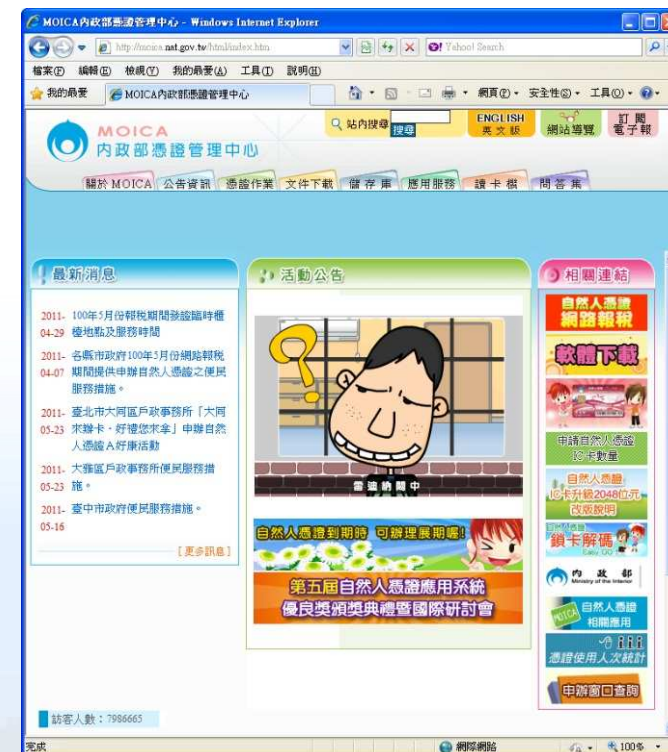 MOICA內政部憑證管理中心 - Windows Internet Explorer
http://moica.nat.gov.tw/html/index.htm
Yahoo! Search
檔案(F) 編輯(E) 檢視(V) 我的最愛(A) 工具(T) 說明(H)
我的最愛 MOICA內政部憑證管理中心 網頁(P) 安全性(S) 工具(O)
MOICA
內政部憑證管理中心
站內搜尋 搜尋
ENGLISH
英文版
網站導覽
訂閱
電子報
關於MOICA 公告資訊 憑證作業 文件下載 儲存庫 應用服務 讀卡機 問答集
最新消息
2011-04-29 100年5月份報稅期間發證臨時櫃
檯地點及服務時間
2011-04-07 各縣市政府100年5月份網路報稅
期間提供申辦自然人憑證之便民
服務措施。
2011-05-23 臺北市大同區戶政事務所「大同
來辦卡‧好禮您來拿」申辦自然
人憑證A好康活動
2011-05-23 大雅區戶政事務所便民服務措
施。
2011-05-16 臺中市政府便民服務措施。
[更多訊息]
訪客人數：7986665
活動公告
雷迪納闊中
自然人憑證到期時 可辦理展期喔!
第五屆自然人憑證應用系統
優良獎頒獎典禮暨國際研討會
相關連結
自然人憑證
網路報稅
軟體下載
申請自然人憑證
IC卡數量
自然人憑證
IC卡升級2048位元
改版說明
自然人憑證
鎖卡解碼
Easy GO
內政部
Ministry of the Interior
MOICA
自然人憑證
相關應用
憑證使用人次統計
申辦窗口查詢
完成
網際網路
100%